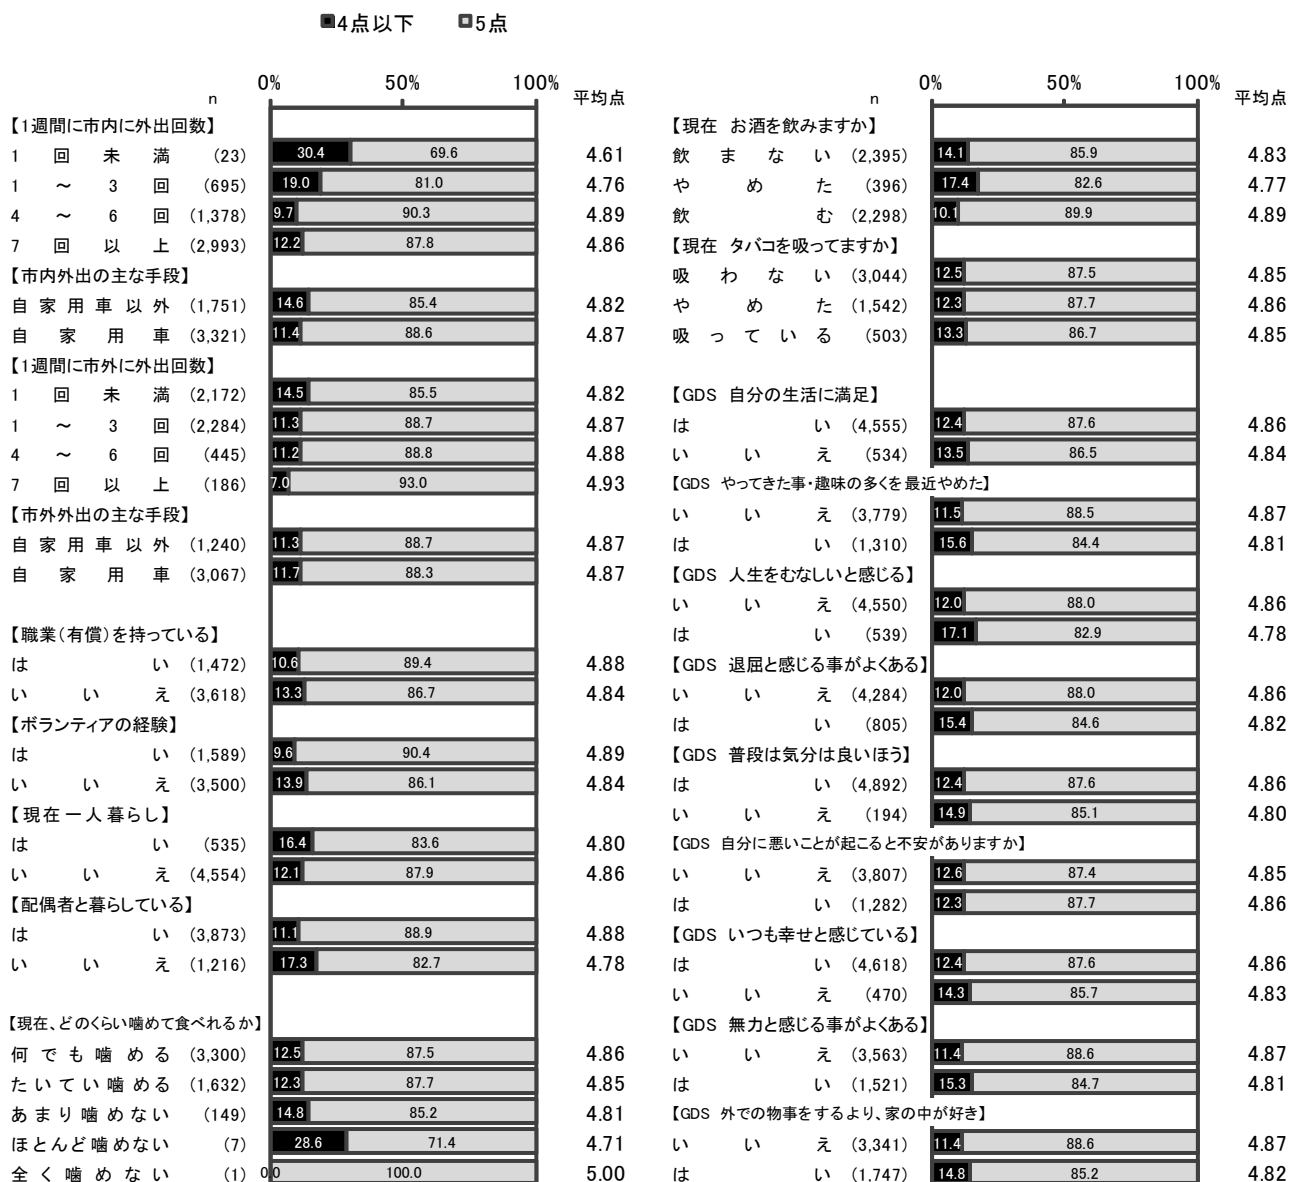 ■4点以下 ■5点
0% 50% 100%
n 平均点
【1週間に市内に外出回数】
1回未満 (23) 30.4 69.6 4.61
1～3回 (695) 19.0 81.0 4.76
4～6回 (1,378) 9.7 90.3 4.89
7回以上 (2,993) 12.2 87.8 4.86
【市内外出の主な手段】
自家用車以外 (1,751) 14.6 85.4 4.82
自家用車 (3,321) 11.4 88.6 4.87
【1週間に市外に外出回数】
1回未満 (2,172) 14.5 85.5 4.82
1～3回 (2,284) 11.3 88.7 4.87
4～6回 (445) 11.2 88.8 4.88
7回以上 (186) 7.0 93.0 4.93
【市外外出の主な手段】
自家用車以外 (1,240) 11.3 88.7 4.87
自家用車 (3,067) 11.7 88.3 4.87
【職業(有償)を持っている】
はい (1,472) 10.6 89.4 4.88
いいえ (3,618) 13.3 86.7 4.84
【ボランティアの経験】
はい (1,589) 9.6 90.4 4.89
いいえ (3,500) 13.9 86.1 4.84
【現在一人暮らし】
はい (535) 16.4 83.6 4.80
いいえ (4,554) 12.1 87.9 4.86
【配偶者と暮らしている】
はい (3,873) 11.1 88.9 4.88
いいえ (1,216) 17.3 82.7 4.78
【現在、どのくらい噛めて食べれるか】
何でも噛める (3,300) 12.5 87.5 4.86
たいてい噛める (1,632) 12.3 87.7 4.85
あまり噛めない (149) 14.8 85.2 4.81
ほとんど噛めない (7) 28.6 71.4 4.71
全く噛めない (1) 0.0 100.0 5.00
0% 50% 100%
n 平均点
【現在 お酒を飲みますか】
飲まない (2,395) 14.1 85.9 4.83
やめた (396) 17.4 82.6 4.77
飲む (2,298) 10.1 89.9 4.89
【現在 タバコを吸ってますか】
吸わない (3,044) 12.5 87.5 4.85
やめた (1,542) 12.3 87.7 4.86
吸っている (503) 13.3 86.7 4.85
【GDS 自分の生活に満足】
はい (4,555) 12.4 87.6 4.86
いいえ (534) 13.5 86.5 4.84
【GDS やってきた事・趣味の多くを最近やめた】
いいえ (3,779) 11.5 88.5 4.87
はい (1,310) 15.6 84.4 4.81
【GDS 人生をむなしいと感じる】
いいえ (4,550) 12.0 88.0 4.86
はい (539) 17.1 82.9 4.78
【GDS 退屈と感じる事がよくある】
いいえ (4,284) 12.0 88.0 4.86
はい (805) 15.4 84.6 4.82
【GDS 普段は気分は良いほう】
はい (4,892) 12.4 87.6 4.86
いいえ (194) 14.9 85.1 4.80
【GDS 自分に悪いことが起こると不安がありますか】
いいえ (3,807) 12.6 87.4 4.85
はい (1,282) 12.3 87.7 4.86
【GDS いつも幸せと感じている】
はい (4,618) 12.4 87.6 4.86
いいえ (470) 14.3 85.7 4.83
【GDS 無力と感じる事がよくある】
いいえ (3,563) 11.4 88.6 4.87
はい (1,521) 15.3 84.7 4.81
【GDS 外での物事をするより、家の中が好き】
いいえ (3,341) 11.4 88.6 4.87
はい (1,747) 14.8 85.2 4.82